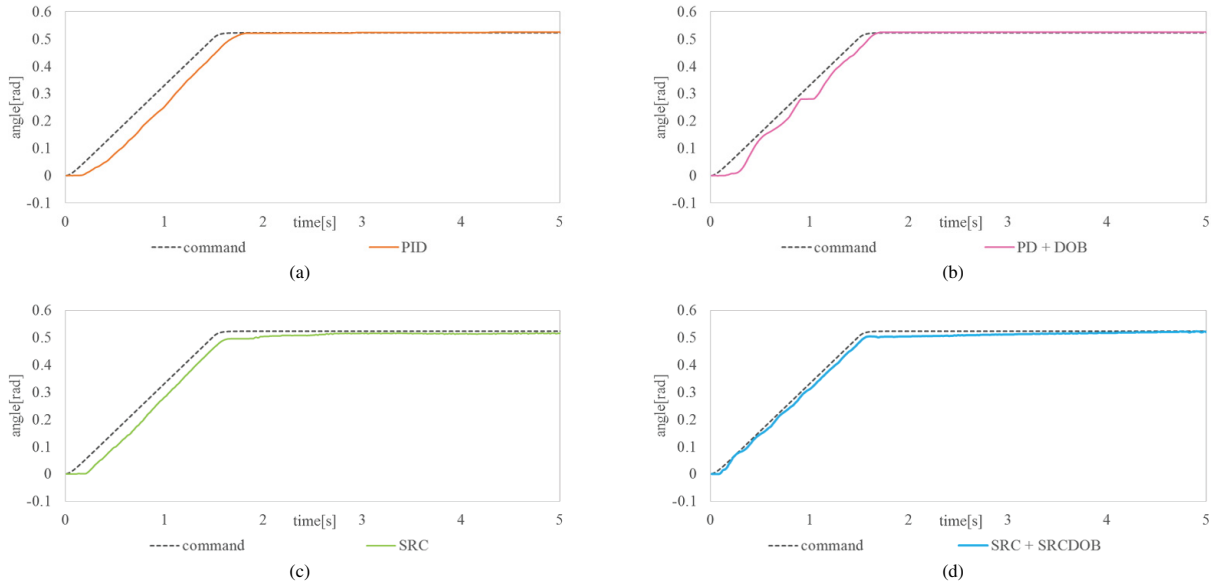 0.6
0.5
0.4
0.3
0.2
0.1
0
-0.1
angle[rad]
0 1 time[s] 2 3 4 5
command PID
(a)
0.6
0.5
0.4
0.3
0.2
0.1
0
-0.1
angle[rad]
0 1 time[s] 2 3 4 5
command PD + DOB
(b)
0.6
0.5
0.4
0.3
0.2
0.1
0
-0.1
angle[rad]
0 1 2 time[s] 3 4 5
command SRC
(c)
0.6
0.5
0.4
0.3
0.2
0.1
0
-0.1
angle[rad]
0 1 2 time[s] 3 4 5
command SRC + SRCDOB
(d)